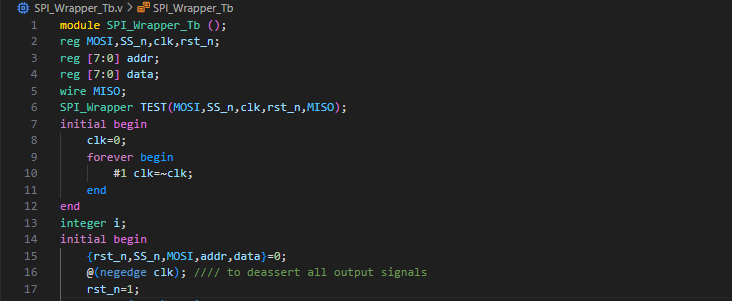 SPI_Wrapper_Tb.v > SPI_Wrapper_Tb
1 module SPI_Wrapper_Tb ();
2 reg MOSI,SS_n,clk,rst_n;
3 reg [7:0] addr;
4 reg [7:0] data;
5 wire MISO;
6 SPI_Wrapper TEST(MOSI,SS_n,clk,rst_n,MISO);
7 initial begin
8 clk=0;
9 forever begin
10 #1 clk=~clk;
11 end
12 end
13 integer i;
14 initial begin
15 {rst_n,SS_n,MOSI,addr,data}=0;
16 @(negedge clk); //// to deassert all output signals
17 rst_n=1;